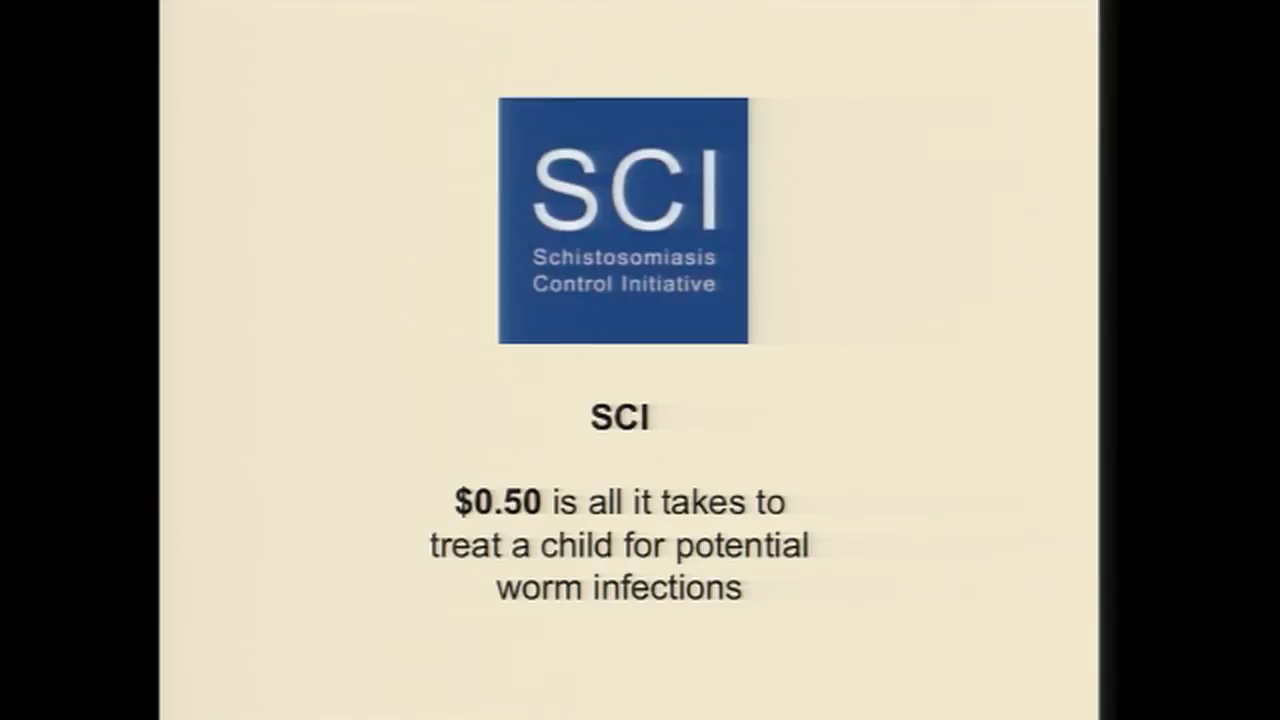 SCI
Schistosomiasis
Control Initiative
SCI
$0.50 is all it takes to
treat a child for potential
worm infections